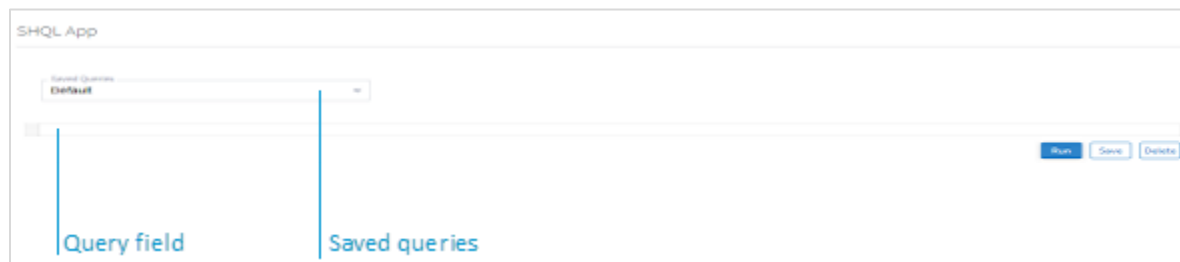 SHQL App
Saved Queries
Default
Run Save Delete
Query field Saved queries